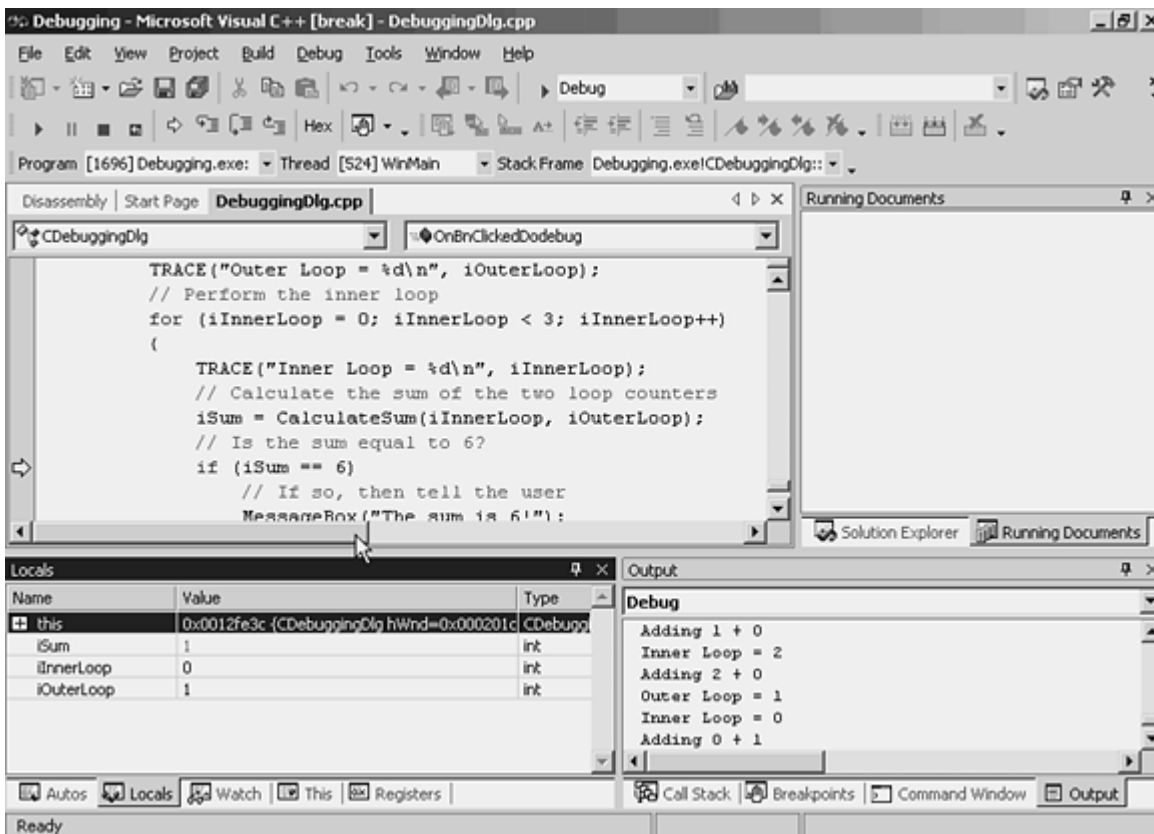 Debugging - Microsoft Visual C++ [break] - DebuggingDlg.cpp
File Edit View Project Build Debug Tools Window Help
Debug
Hex
Program [1696] Debugging.exe: Thread [524] WinMain Stack Frame Debugging.exe!CDebuggingDlg::
Disassembly Start Page DebuggingDlg.cpp
Running Documents
CDebuggingDlg OnBnClickedDodebug
TRACE("Outer Loop = %d\n", iOuterLoop);
// Perform the inner loop
for (iInnerLoop = 0; iInnerLoop < 3; iInnerLoop++)
{
TRACE("Inner Loop = %d\n", iInnerLoop);
// Calculate the sum of the two loop counters
iSum = CalculateSum(iInnerLoop, iOuterLoop);
// Is the sum equal to 6?
if (iSum == 6)
// If so, then tell the user
MessageBox("The sum is 6!");
Solution Explorer Running Documents
Locals
Name Value Type
this 0x0012fe3c {CDebuggingDlg hWnd=0x000201c CDebugg
iSum 1 int
iInnerLoop 0 int
iOuterLoop 1 int
Autos Locals Watch This Registers
Output
Debug
Adding 1 + 0
Inner Loop = 2
Adding 2 + 0
Outer Loop = 1
Inner Loop = 0
Adding 0 + 1
Call Stack Breakpoints Command Window Output
Ready